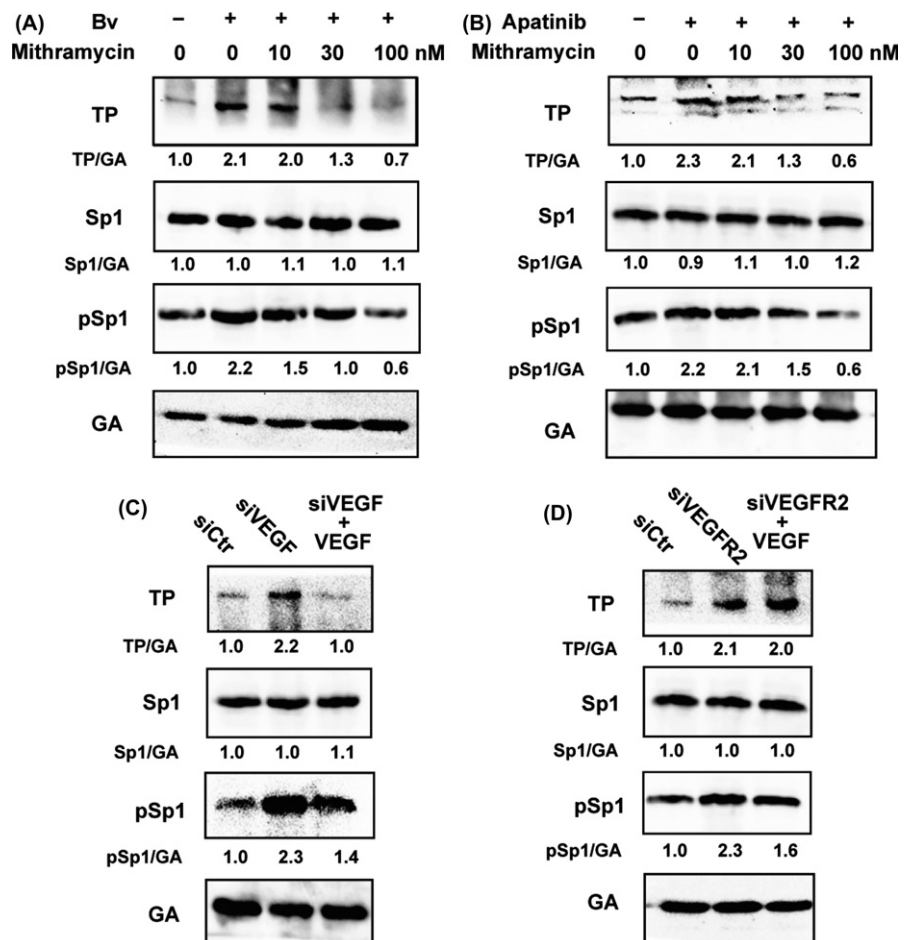 (A) Bv – + + + +
Mithramycin 0 0 10 30 100 nM
TP
TP/GA 1.0 2.1 2.0 1.3 0.7
Sp1
Sp1/GA 1.0 1.0 1.1 1.0 1.1
pSp1
pSp1/GA 1.0 2.2 1.5 1.0 0.6
GA
(B) Apatinib – + + + +
Mithramycin 0 0 10 30 100 nM
TP
TP/GA 1.0 2.3 2.1 1.3 0.6
Sp1
Sp1/GA 1.0 0.9 1.1 1.0 1.2
pSp1
pSp1/GA 1.0 2.2 2.1 1.5 0.6
GA
(C)
siCtr
siVEGF
siVEGF
+
VEGF
TP
TP/GA 1.0 2.2 1.0
Sp1
Sp1/GA 1.0 1.0 1.1
pSp1
pSp1/GA 1.0 2.3 1.4
GA
(D)
siCtr
siVEGFR2
siVEGFR2
+
VEGF
TP
TP/GA 1.0 2.1 2.0
Sp1
Sp1/GA 1.0 1.0 1.0
pSp1
pSp1/GA 1.0 2.3 1.6
GA